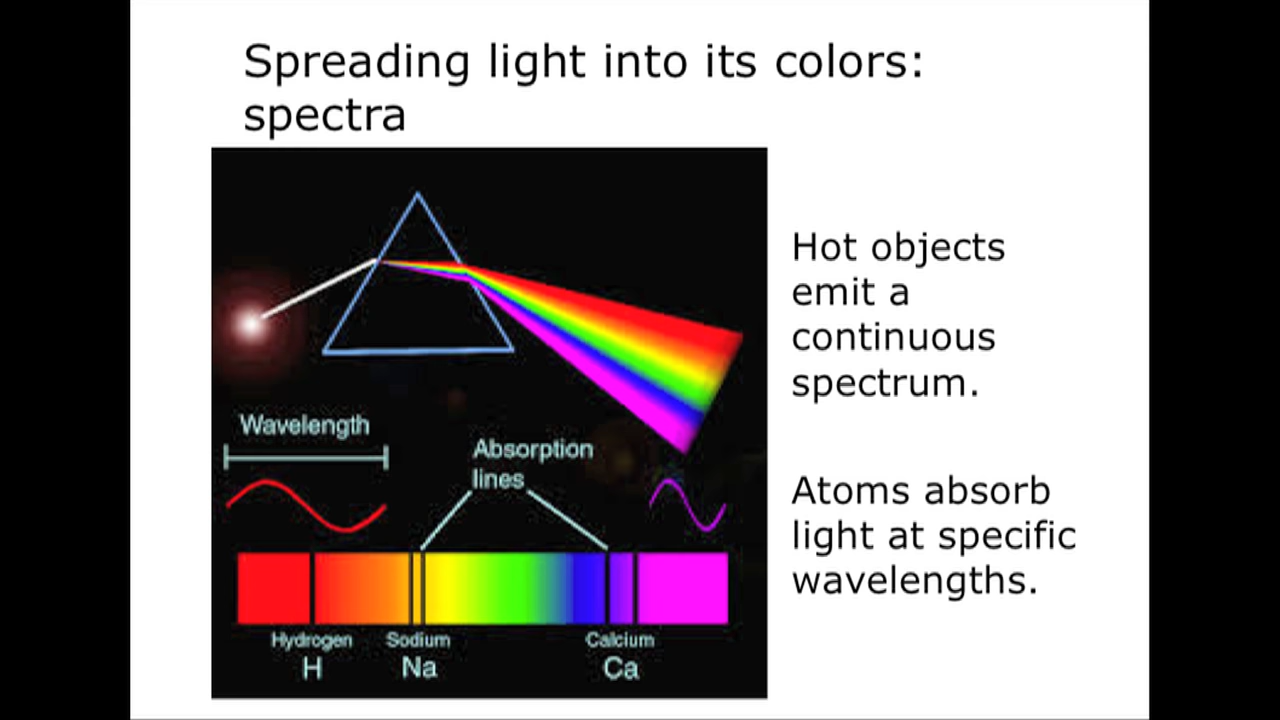 Spreading light into its colors:
spectra
Wavelength
Absorption
lines
Hydrogen
H
Sodium
Na
Calcium
Ca
Hot objects
emit a
continuous
spectrum.
Atoms absorb
light at specific
wavelengths.